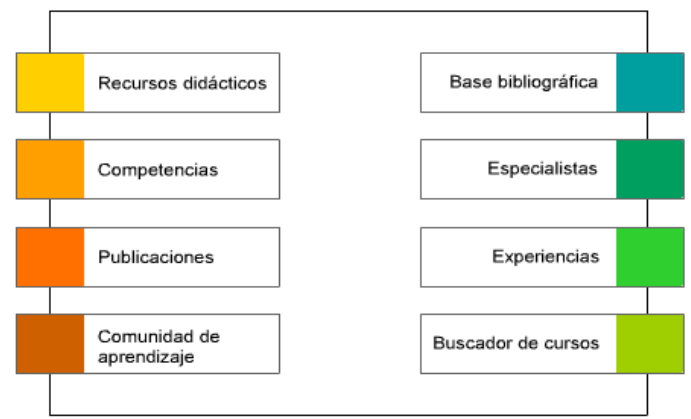 Recursos didácticos
Base bibliográfica
Competencias
Especialistas
Publicaciones
Experiencias
Comunidad de
aprendizaje
Buscador de cursos